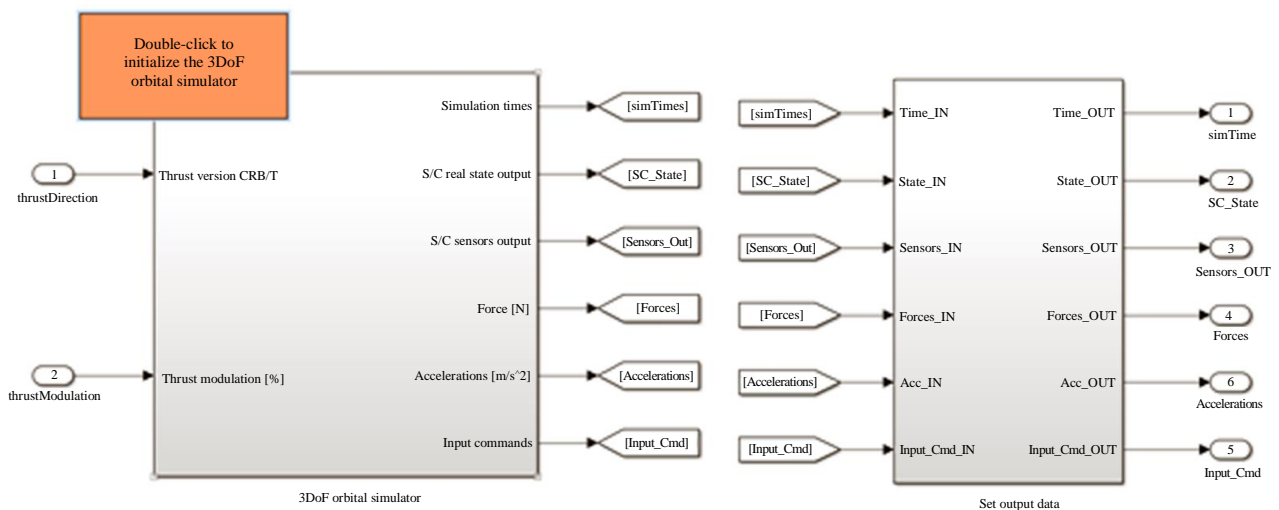 Double-click to
initialize the 3DoF
orbital simulator
1
thrustDirection
2
thrustModulation
Thrust version CRB/T
Thrust modulation [%]
Simulation times
S/C real state output
S/C sensors output
Force [N]
Accelerations [m/s^2]
Input commands
3DoF orbital simulator
[simTimes]
[SC_State]
[Sensors_Out]
[Forces]
[Accelerations]
[Input_Cmd]
[simTimes]
[SC_State]
[Sensors_Out]
[Forces]
[Accelerations]
[Input_Cmd]
Time_IN
State_IN
Sensors_IN
Forces_IN
Acc_IN
Input_Cmd_IN
Time_OUT
State_OUT
Sensors_OUT
Forces_OUT
Acc_OUT
Input_Cmd_OUT
Set output data
1
simTime
2
SC_State
3
Sensors_OUT
4
Forces
6
Accelerations
5
Input_Cmd